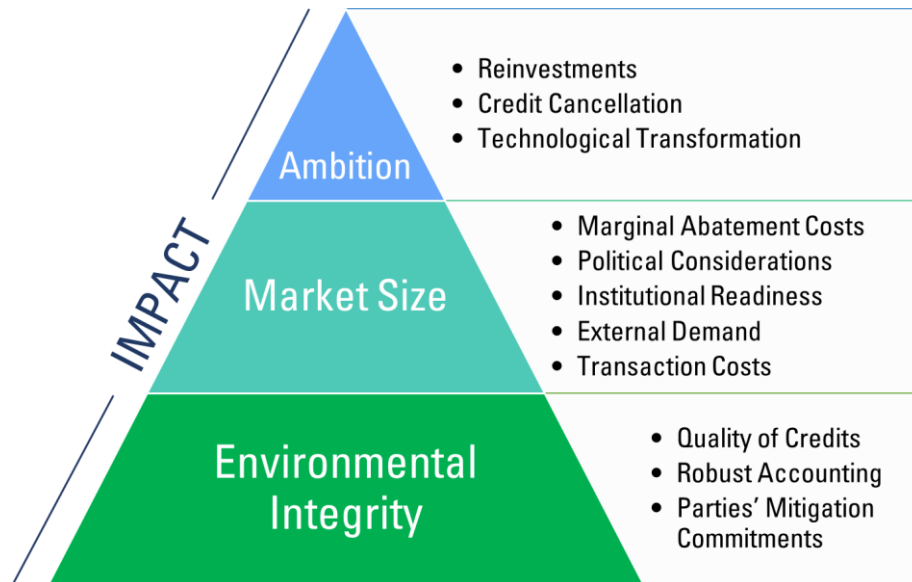 IMPACT
Ambition
• Reinvestments
• Credit Cancellation
• Technological Transformation
Market Size
• Marginal Abatement Costs
• Political Considerations
• Institutional Readiness
• External Demand
• Transaction Costs
Environmental
Integrity
• Quality of Credits
• Robust Accounting
• Parties’ Mitigation
Commitments